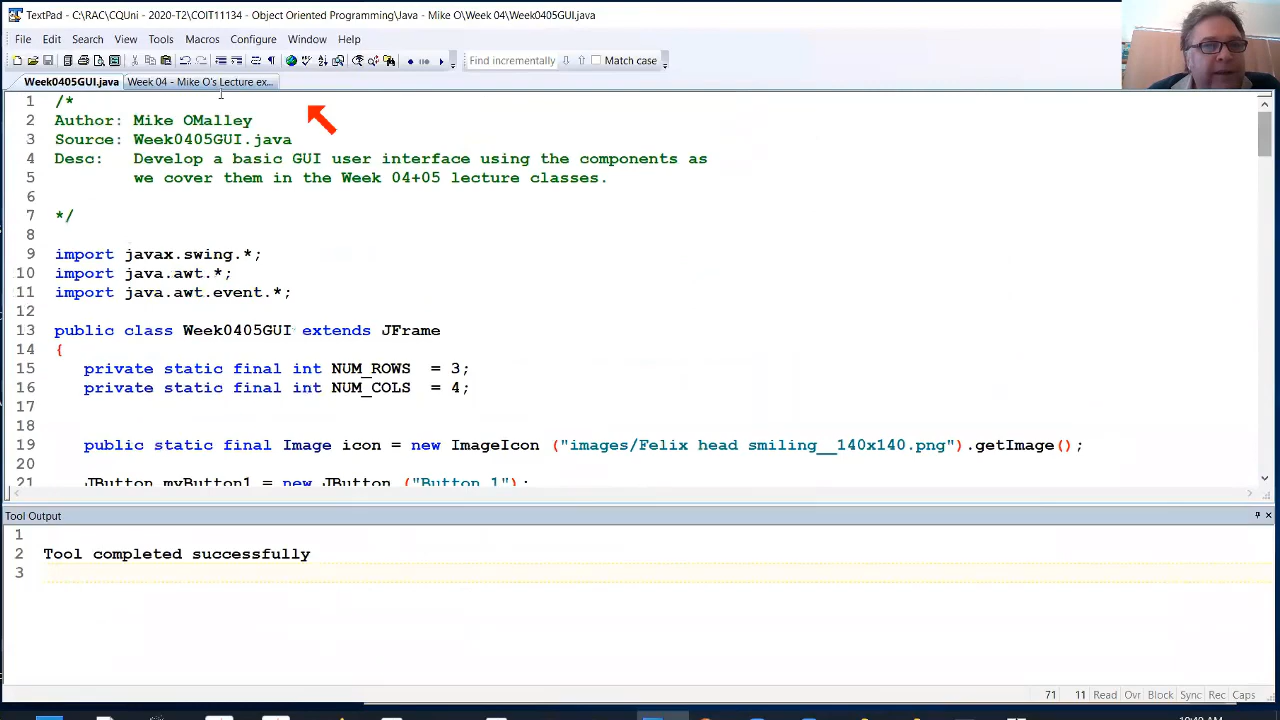 TextPad - C:\RAC\CQUni - 2020-T2\COIT11134 - Object Oriented Programming\Java - Mike O\Week 04\Week0405GUI.java
File Edit Search View Tools Macros Configure Window Help
Find incrementally Match case
Week0405GUI.java Week 04 - Mike O's Lecture ex...
1 /*
2 Author: Mike OMalley
3 Source: Week0405GUI.java
4 Desc: Develop a basic GUI user interface using the components as
5 we cover them in the Week 04+05 lecture classes.
6
7 */
8
9 import javax.swing.*;
10 import java.awt.*;
11 import java.awt.event.*;
12
13 public class Week0405GUI extends JFrame
14 {
15 private static final int NUM_ROWS = 3;
16 private static final int NUM_COLS = 4;
17
18
19 public static final Image icon = new ImageIcon ("images/Felix head smiling__140x140.png").getImage();
20
21 JButton myButton1 = new JButton ("Button 1");
Tool Output
1
2 Tool completed successfully
3
71 11 Read Ovr Block Sync Rec Caps